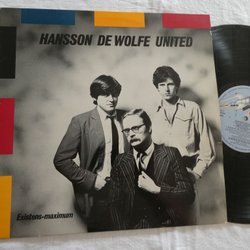 HANSSON DE WOLFE UNITED
Existens-maximum